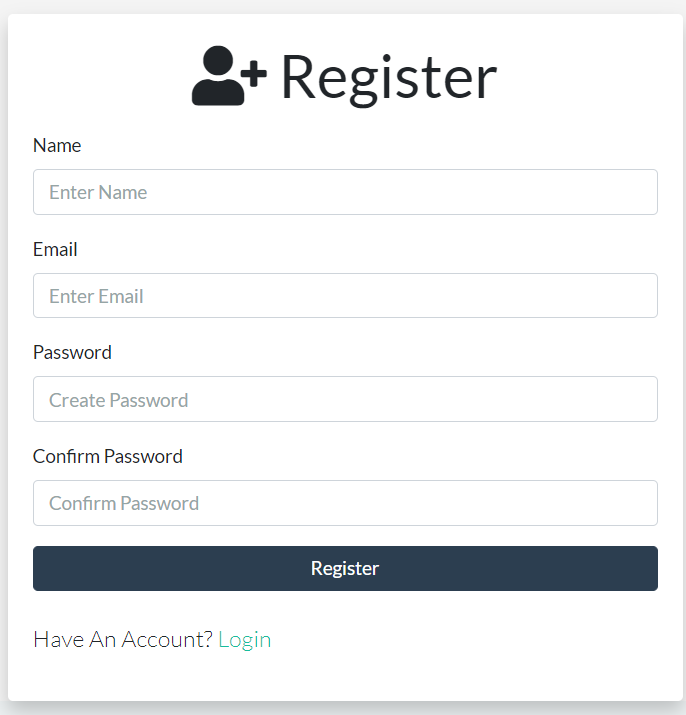 Register
Name
Enter Name
Email
Enter Email
Password
Create Password
Confirm Password
Confirm Password
Register
Have An Account? Login